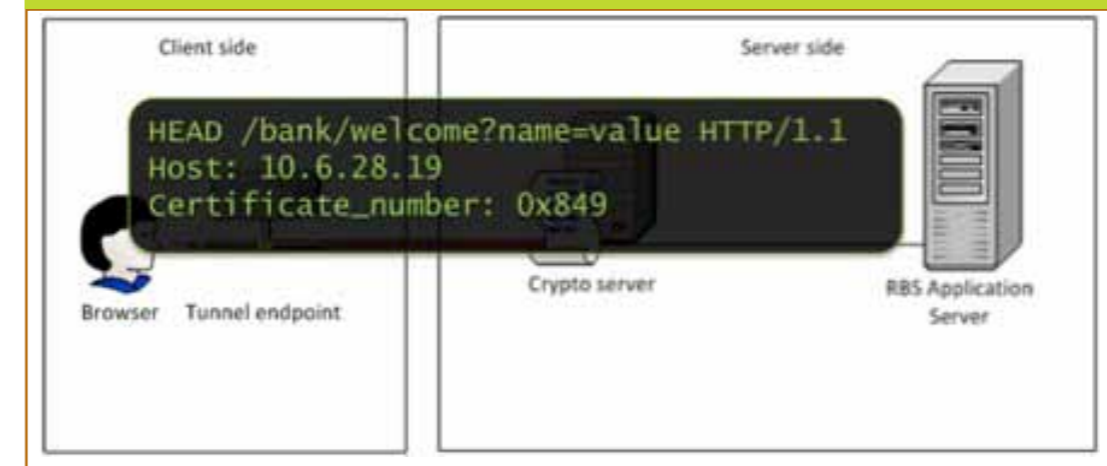 Client side
Server side
HEAD /bank/welcome?name=value HTTP/1.1
Host: 10.6.28.19
Certificate_number: 0x849
Browser
Tunnel endpoint
Crypto server
RBS Application
Server